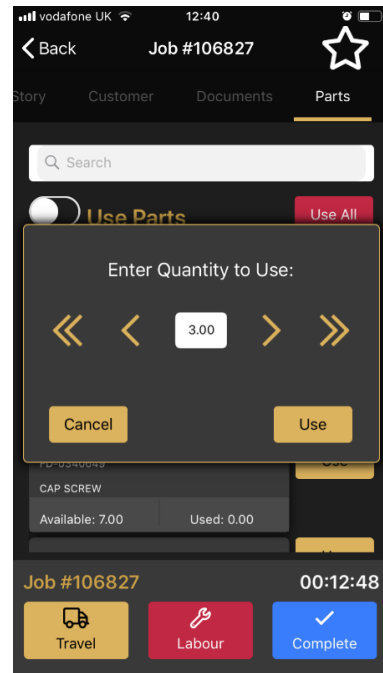 vodafone UK 12:40
Back Job #106827
Story Customer Documents Parts
Search
Use Parts Use All
Enter Quantity to Use:
3.00
Cancel Use
FD-0340649
CAP SCREW
Available: 7.00 Used: 0.00
Job #106827 00:12:48
Travel Labour Complete